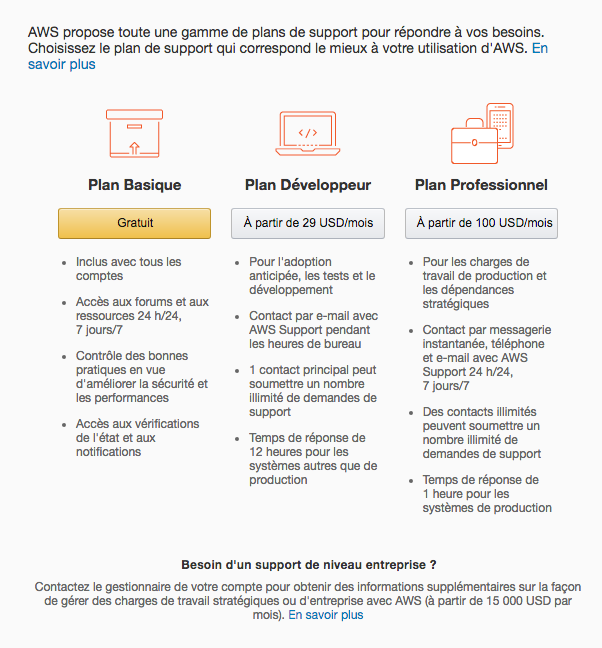 AWS propose toute une gamme de plans de support pour répondre à vos besoins.
Choisissez le plan de support qui correspond le mieux à votre utilisation d'AWS. En
savoir plus
Plan Basique
Gratuit
Inclus avec tous les
comptes
Accès aux forums et aux
ressources 24 h/24,
7 jours/7
Contrôle des bonnes
pratiques en vue
d'améliorer la sécurité et
les performances
Accès aux vérifications
de l'état et aux
notifications
Plan Développeur
À partir de 29 USD/mois
Pour l'adoption
anticipée, les tests et le
développement
Contact par e-mail avec
AWS Support pendant
les heures de bureau
1 contact principal peut
soumettre un nombre
illimité de demandes de
support
Temps de réponse de
12 heures pour les
systèmes autres que de
production
Plan Professionnel
À partir de 100 USD/mois
Pour les charges de
travail de production et
les dépendances
stratégiques
Contact par messagerie
instantanée, téléphone
et e-mail avec AWS
Support 24 h/24,
7 jours/7
Des contacts illimités
peuvent soumettre un
nombre illimité de
demandes de support
Temps de réponse de
1 heure pour les
systèmes de production
Besoin d'un support de niveau entreprise ?
Contactez le gestionnaire de votre compte pour obtenir des informations supplémentaires sur la façon
de gérer des charges de travail stratégiques ou d'entreprise avec AWS (à partir de 15 000 USD par
mois). En savoir plus